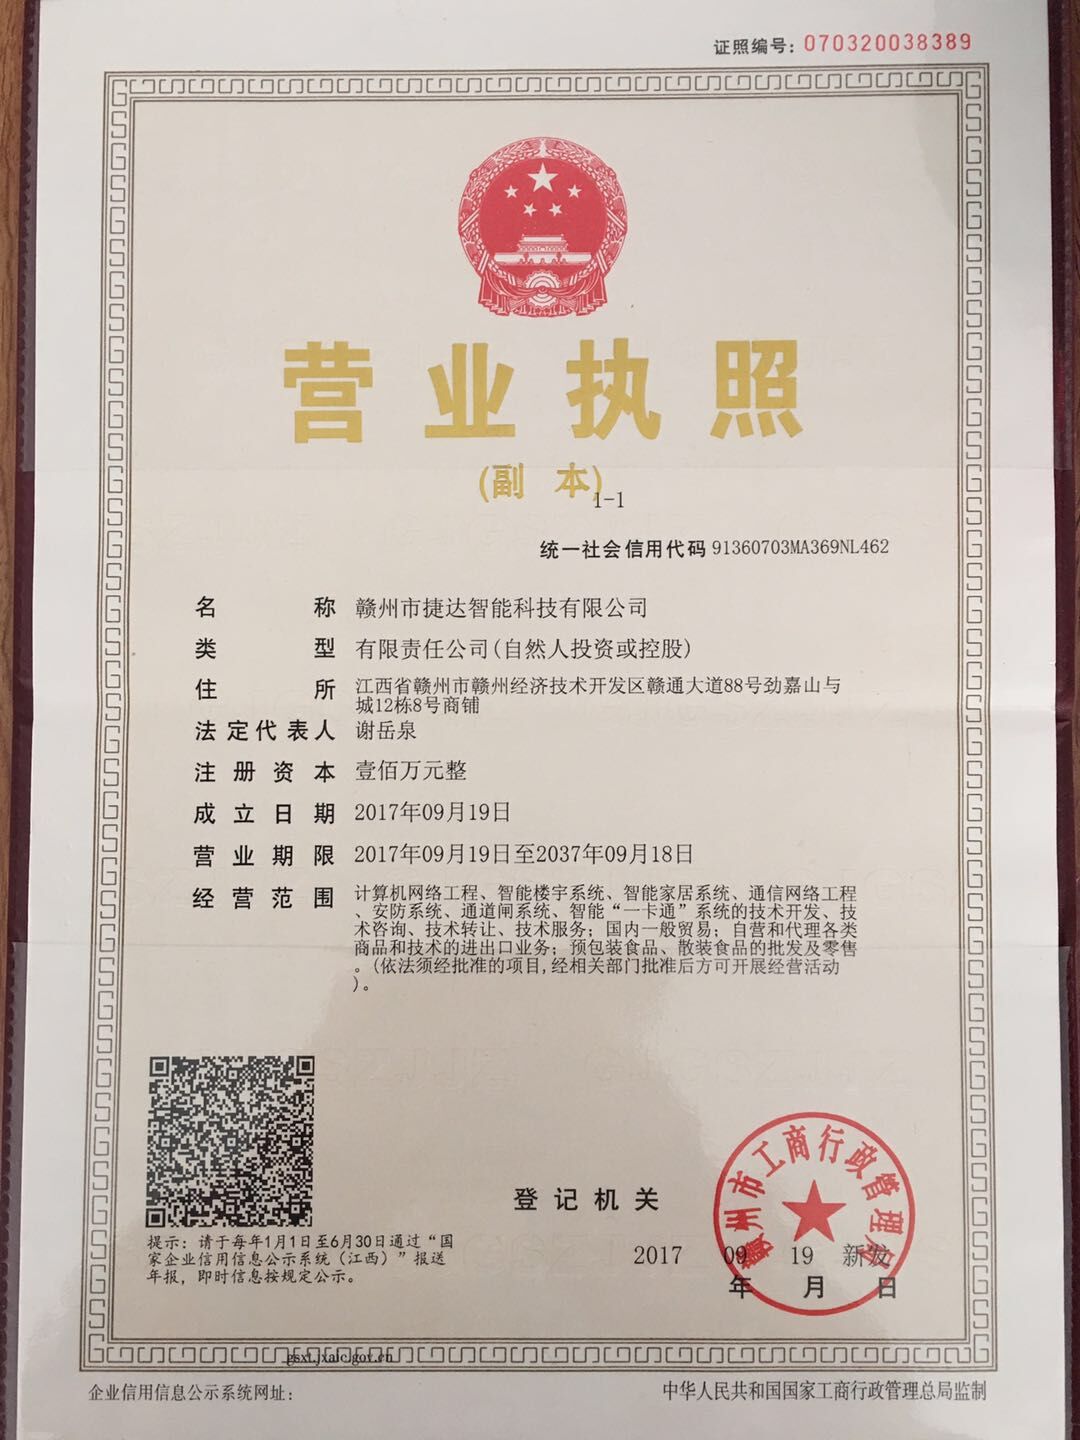 证照编号：070320038389
营业执照
（副 本）
1-1
统一社会信用代码 91360703MA369NL462
名称 赣州市捷达智能科技有限公司
类型 有限责任公司(自然人投资或控股)
住所 江西省赣州市赣州经济技术开发区赣通大道88号劲嘉山与
城12栋8号商铺
法定代表人 谢岳泉
注册资本 壹佰万元整
成立日期 2017年09月19日
营业期限 2017年09月19日至2037年09月18日
经营范围 计算机网络工程、智能楼宇系统、智能家居系统、通信网络工程
、安防系统、通道闸系统、智能“一卡通”系统的技术开发、技
术咨询、技术转让、技术服务；国内一般贸易；自营和代理各类
商品和技术的进出口业务；预包装食品、散装食品的批发及零售
。(依法须经批准的项目,经相关部门批准后方可开展经营活动
)。
赣州市工商行政管理局
登记机关
2017 09 19 新发
年 月 日
提示：请于每年1月1日至6月30日通过“国
家企业信用信息公示系统（江西）”报送
年报，即时信息按规定公示。
gsxt.jxaic.gov.cn
企业信用信息公示系统网址：
中华人民共和国国家工商行政管理总局监制